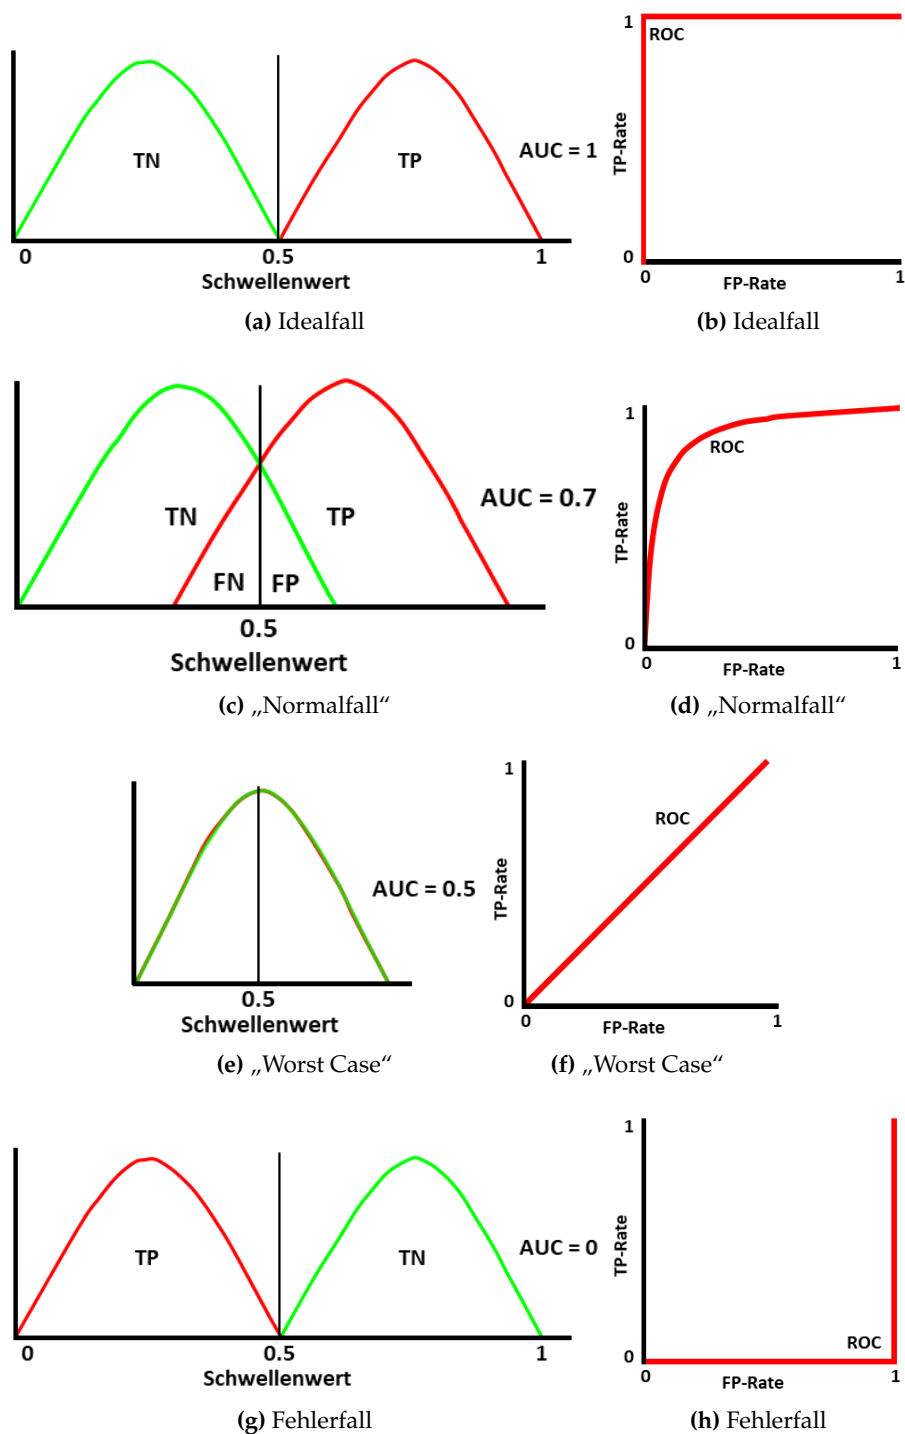 TN
TP
AUC = 1
0
0.5
1
Schwellenwert
1
ROC
TP-Rate
0
0
FP-Rate
1
(a) Idealfall
(b) Idealfall
TN
TP
FN
FP
AUC = 0.7
0.5
Schwellenwert
1
ROC
TP-Rate
0
0
FP-Rate
1
(c) „Normalfall“
(d) „Normalfall“
AUC = 0.5
0.5
Schwellenwert
1
ROC
TP-Rate
0
0
FP-Rate
1
(e) „Worst Case“
(f) „Worst Case“
TP
TN
AUC = 0
0
0.5
1
Schwellenwert
1
TP-Rate
ROC
0
0
FP-Rate
1
(g) Fehlerfall
(h) Fehlerfall